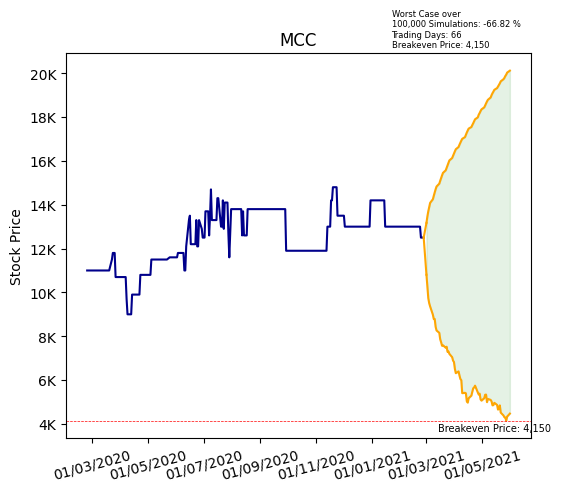 Worst Case over
100,000 Simulations: -66.82 %
Trading Days: 66
Breakeven Price: 4,150
MCC
Stock Price
20K
18K
16K
14K
12K
10K
8K
6K
4K
Breakeven Price: 4,150
01/03/2020
01/05/2020
01/07/2020
01/09/2020
01/11/2020
01/01/2021
01/03/2021
01/05/2021